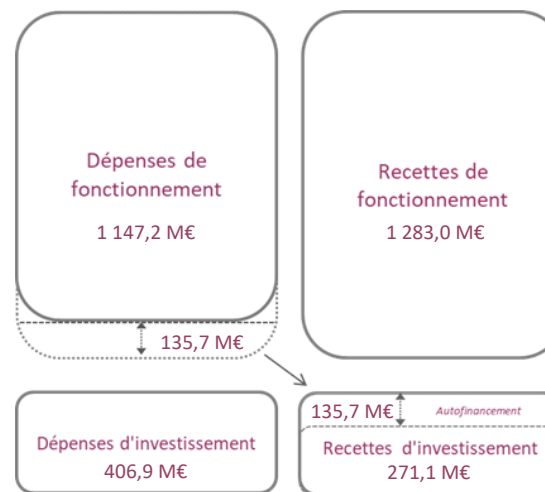 Dépenses de
fonctionnement
1 147,2 M€
Recettes de
fonctionnement
1 283,0 M€
135,7 M€
135,7 M€
Autofinancement
Dépenses d'investissement
406,9 M€
Recettes d'investissement
271,1 M€